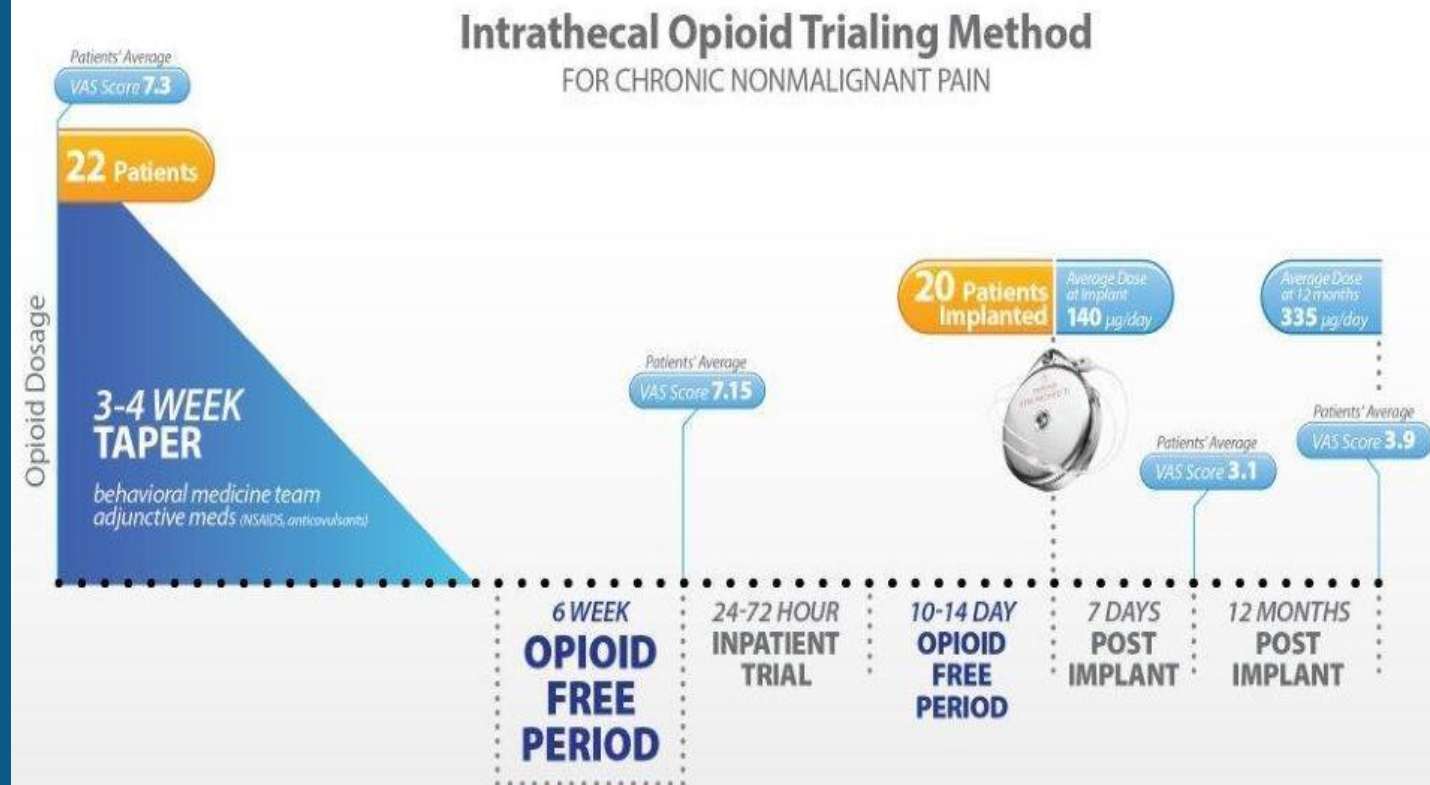 Intrathecal Opioid Trialing Method
FOR CHRONIC NONMALIGNANT PAIN
Patients' Average
VAS Score 7.3
22 Patients
Opioid Dosage
3-4 WEEK
TAPER
behavioral medicine team
adjunctive meds (NSAIDS, anticovulsants)
Patients' Average
VAS Score 7.15
20 Patients
Implanted
Average Dose
at Implant
140 µg/day
Average Dose
at 12 months
335 µg/day
Patients' Average
VAS Score 3.1
Patients' Average
VAS Score 3.9
6 WEEK
OPIOID
FREE
PERIOD
24-72 HOUR
INPATIENT
TRIAL
10-14 DAY
OPIOID
FREE
PERIOD
7 DAYS
POST
IMPLANT
12 MONTHS
POST
IMPLANT